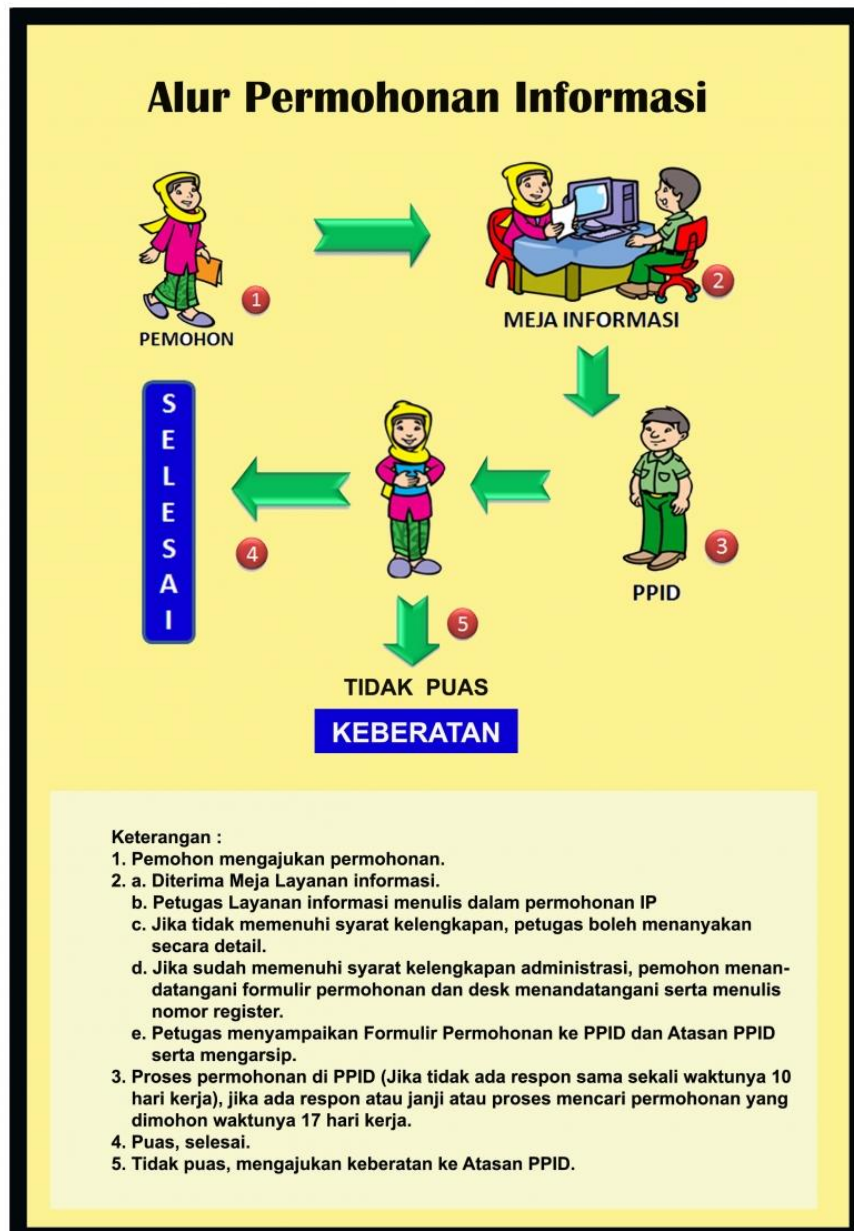 Alur Permohonan Informasi
1
PEMOHON
2
MEJA INFORMASI
SELESAI
4
3
PPID
5
TIDAK PUAS
KEBERATAN
Keterangan :
1. Pemohon mengajukan permohonan.
2. a. Diterima Meja Layanan informasi.
b. Petugas Layanan informasi menulis dalam permohonan IP
c. Jika tidak memenuhi syarat kelengkapan, petugas boleh menanyakan
secara detail.
d. Jika sudah memenuhi syarat kelengkapan administrasi, pemohon menan-
datangani formulir permohonan dan desk menandatangani serta menulis
nomor register.
e. Petugas menyampaikan Formulir Permohonan ke PPID dan Atasan PPID
serta mengarsip.
3. Proses permohonan di PPID (Jika tidak ada respon sama sekali waktunya 10
hari kerja), jika ada respon atau janji atau proses mencari permohonan yang
dimohon waktunya 17 hari kerja.
4. Puas, selesai.
5. Tidak puas, mengajukan keberatan ke Atasan PPID.